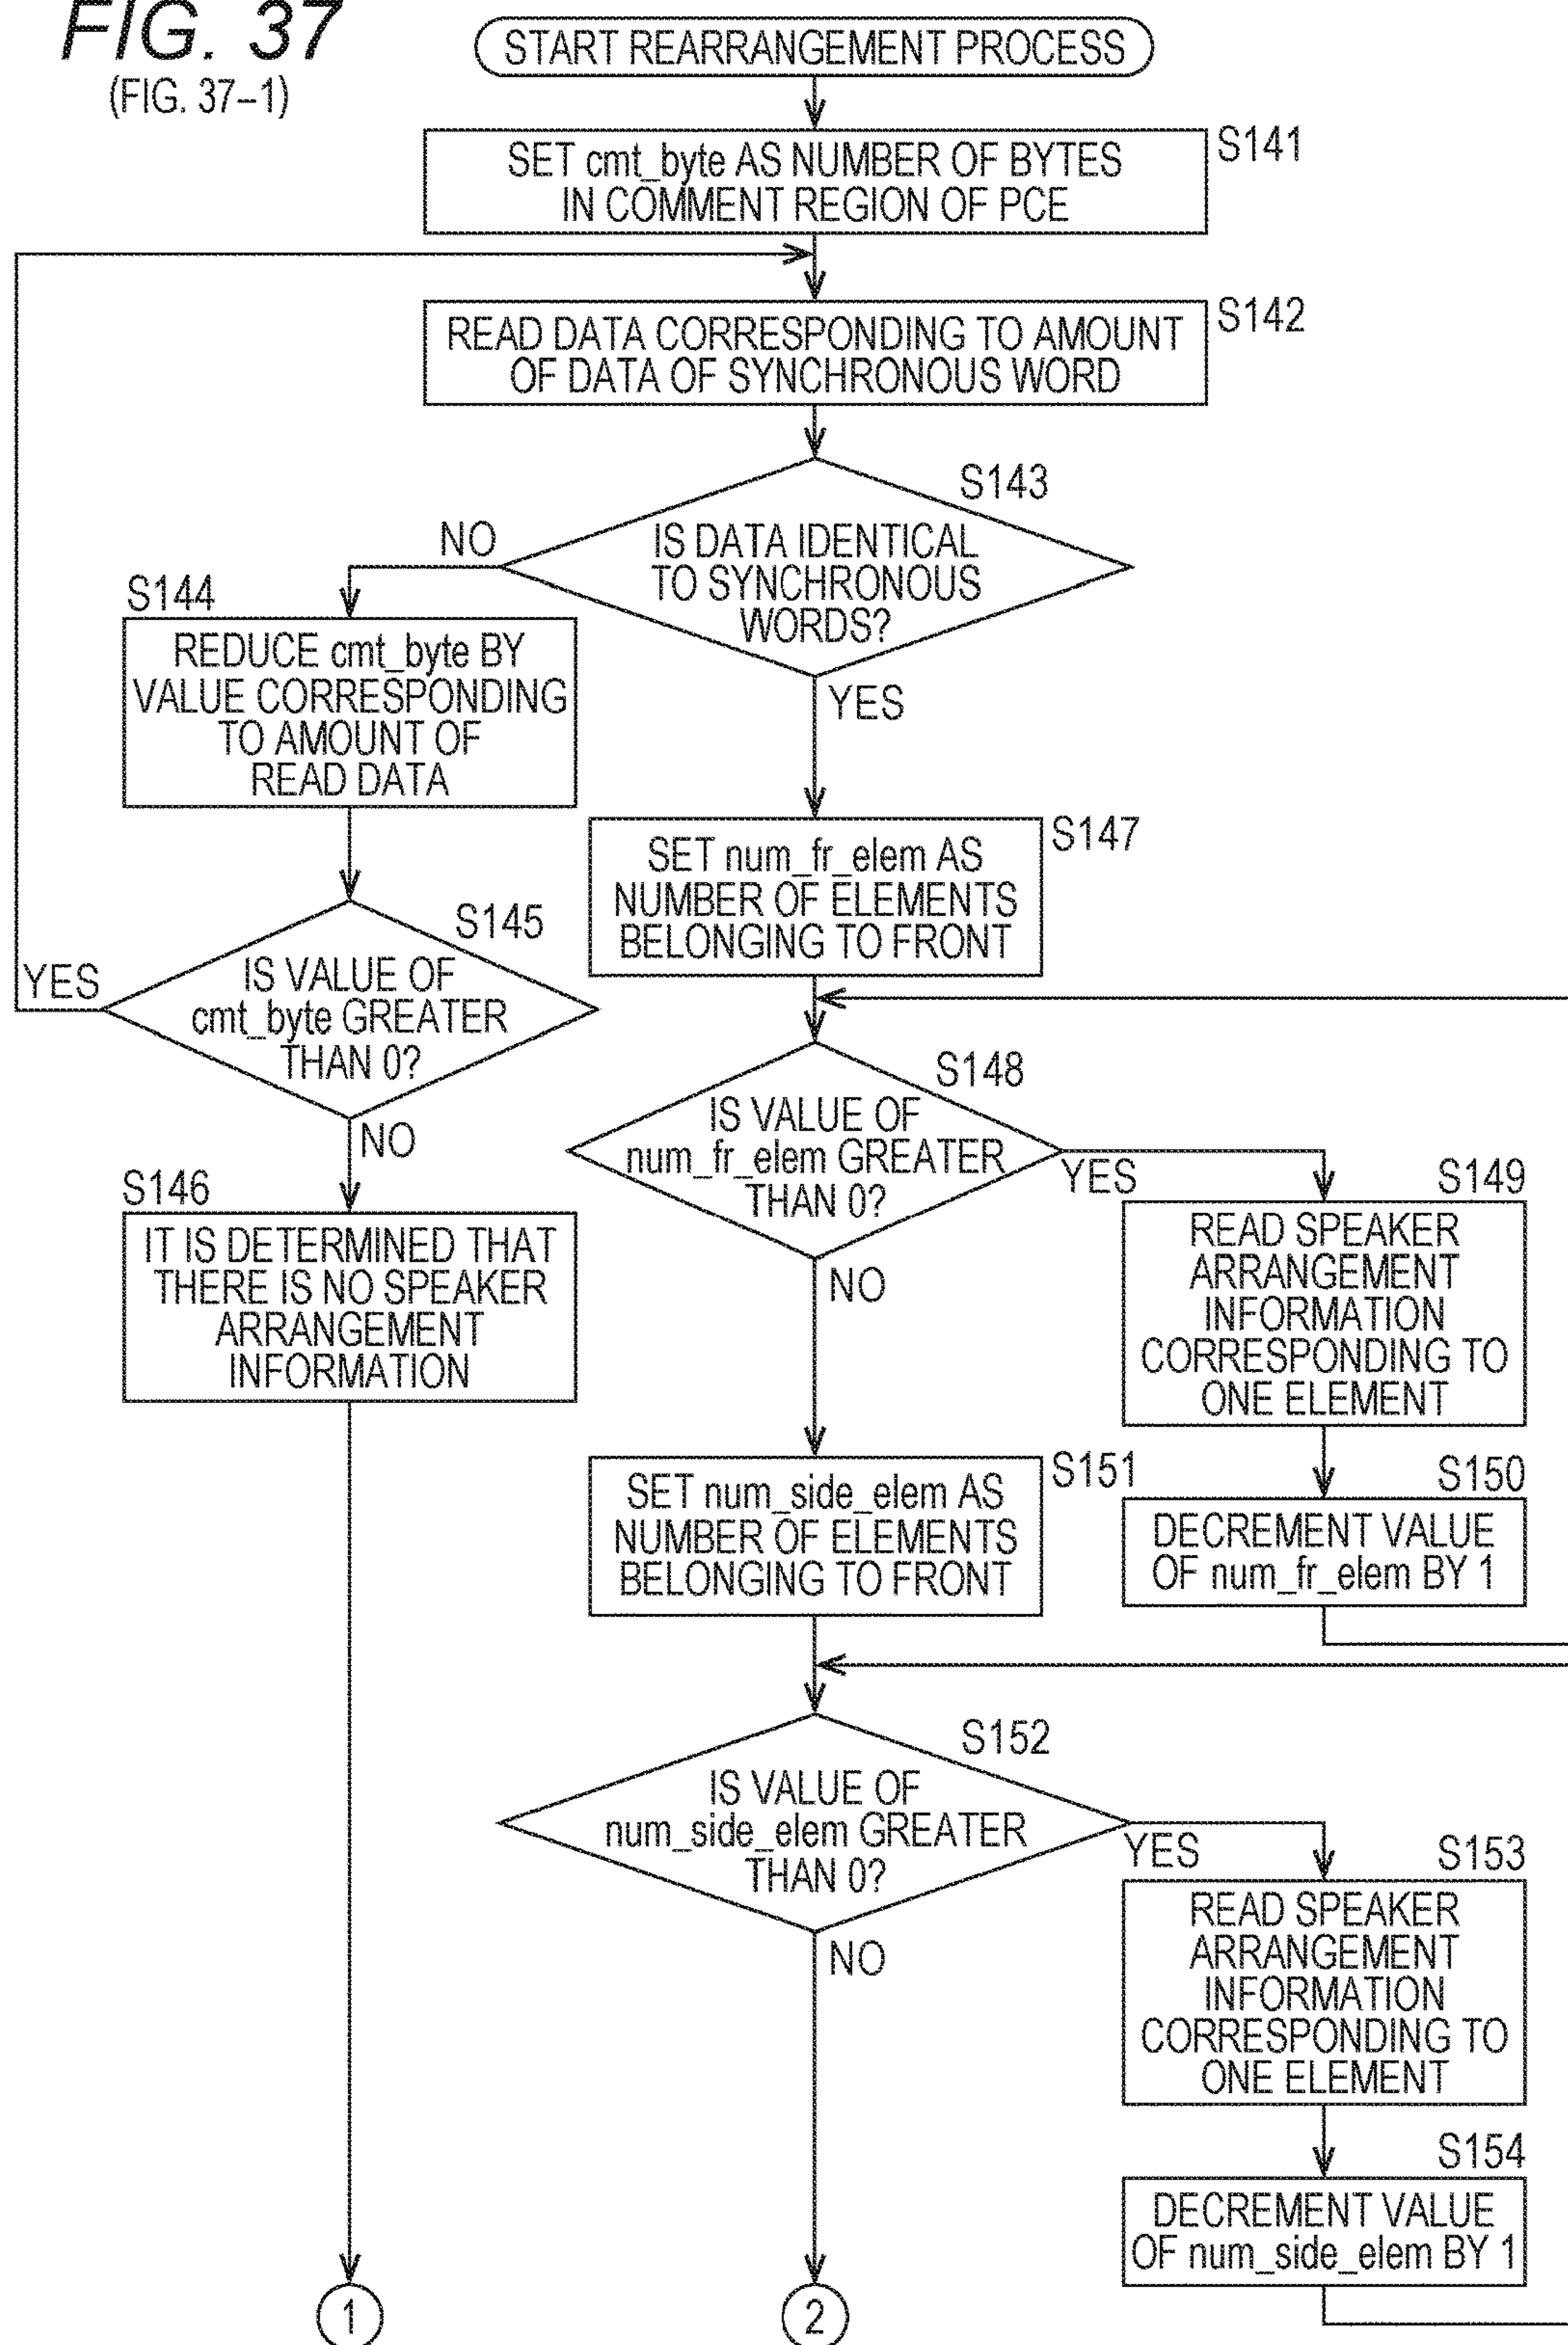 FIG. 37
(FIG. 37–1)
START REARRANGEMENT PROCESS
S141
SET cmt_byte AS NUMBER OF BYTES
IN COMMENT REGION OF PCE
S142
READ DATA CORRESPONDING TO AMOUNT
OF DATA OF SYNCHRONOUS WORD
S143
IS DATA IDENTICAL
TO SYNCHRONOUS
WORDS?
NO
YES
S144
REDUCE cmt_byte BY
VALUE CORRESPONDING
TO AMOUNT OF
READ DATA
S145
IS VALUE OF
cmt_byte GREATER
THAN 0?
YES
NO
S146
IT IS DETERMINED THAT
THERE IS NO SPEAKER
ARRANGEMENT
INFORMATION
S147
SET num_fr_elem AS
NUMBER OF ELEMENTS
BELONGING TO FRONT
S148
IS VALUE OF
num_fr_elem GREATER
THAN 0?
YES
NO
S149
READ SPEAKER
ARRANGEMENT
INFORMATION
CORRESPONDING TO
ONE ELEMENT
S150
DECREMENT VALUE
OF num_fr_elem BY 1
S151
SET num_side_elem AS
NUMBER OF ELEMENTS
BELONGING TO FRONT
S152
IS VALUE OF
num_side_elem GREATER
THAN 0?
YES
NO
S153
READ SPEAKER
ARRANGEMENT
INFORMATION
CORRESPONDING TO
ONE ELEMENT
S154
DECREMENT VALUE
OF num_side_elem BY 1
1
2